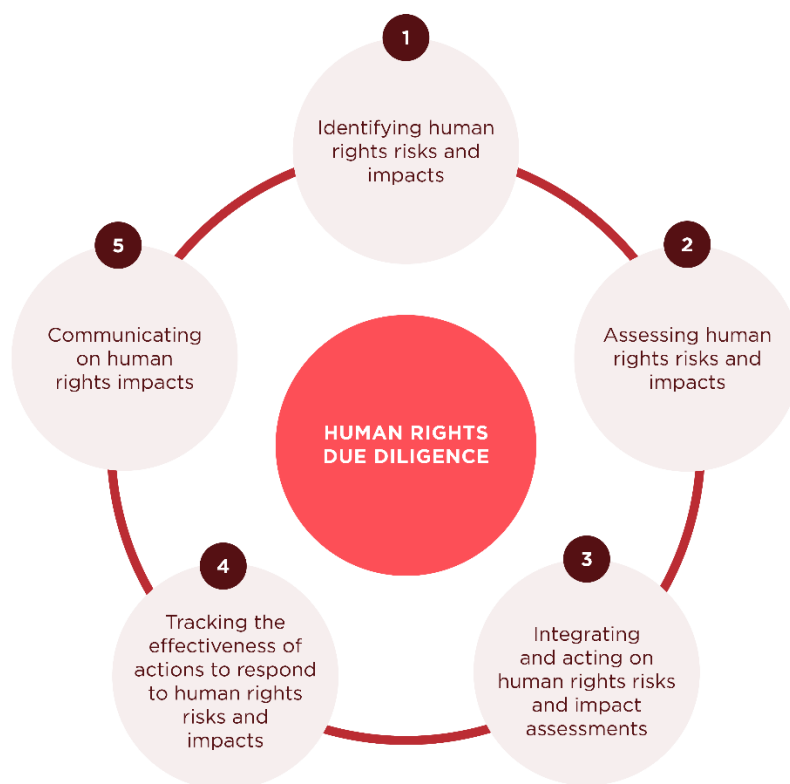 1
Identifying human
rights risks and
impacts
2
Assessing human
rights risks and
impacts
3
Integrating
and acting on
human rights risks
and impact
assessments
4
Tracking the
effectiveness of
actions to respond
to human rights
risks and
impacts
5
Communicating
on human
rights impacts
HUMAN RIGHTS
DUE DILIGENCE